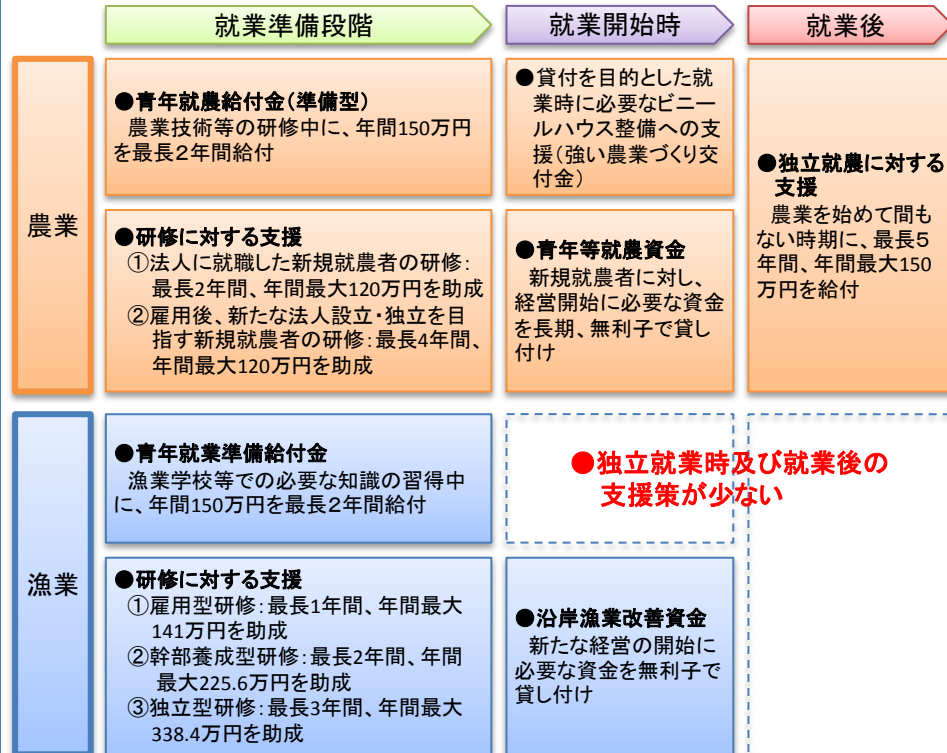 就業準備段階
就業開始時
就業後
農業
●青年就農給付金(準備型)
農業技術等の研修中に、年間150万円
を最長2年間給付
●研修に対する支援
①法人に就職した新規就農者の研修:
最長2年間、年間最大120万円を助成
②雇用後、新たな法人設立・独立を目
指す新規就農者の研修:最長4年間、
年間最大120万円を助成
●貸付を目的とした就
業時に必要なビニー
ルハウス整備への支
援(強い農業づくり交
付金)
●青年等就農資金
新規就農者に対し、
経営開始に必要な資金
を長期、無利子で貸し
付け
●独立就農に対する
支援
農業を始めて間も
ない時期に、最長5
年間、年間最大150
万円を給付
漁業
●青年就業準備給付金
漁業学校等での必要な知識の習得中
に、年間150万円を最長2年間給付
●研修に対する支援
①雇用型研修:最長1年間、年間最大
141万円を助成
②幹部養成型研修:最長2年間、年間
最大225.6万円を助成
③独立型研修:最長3年間、年間最大
338.4万円を助成
●独立就業時及び就業後の
支援策が少ない
●沿岸漁業改善資金
新たな経営の開始に
必要な資金を無利子で
貸し付け